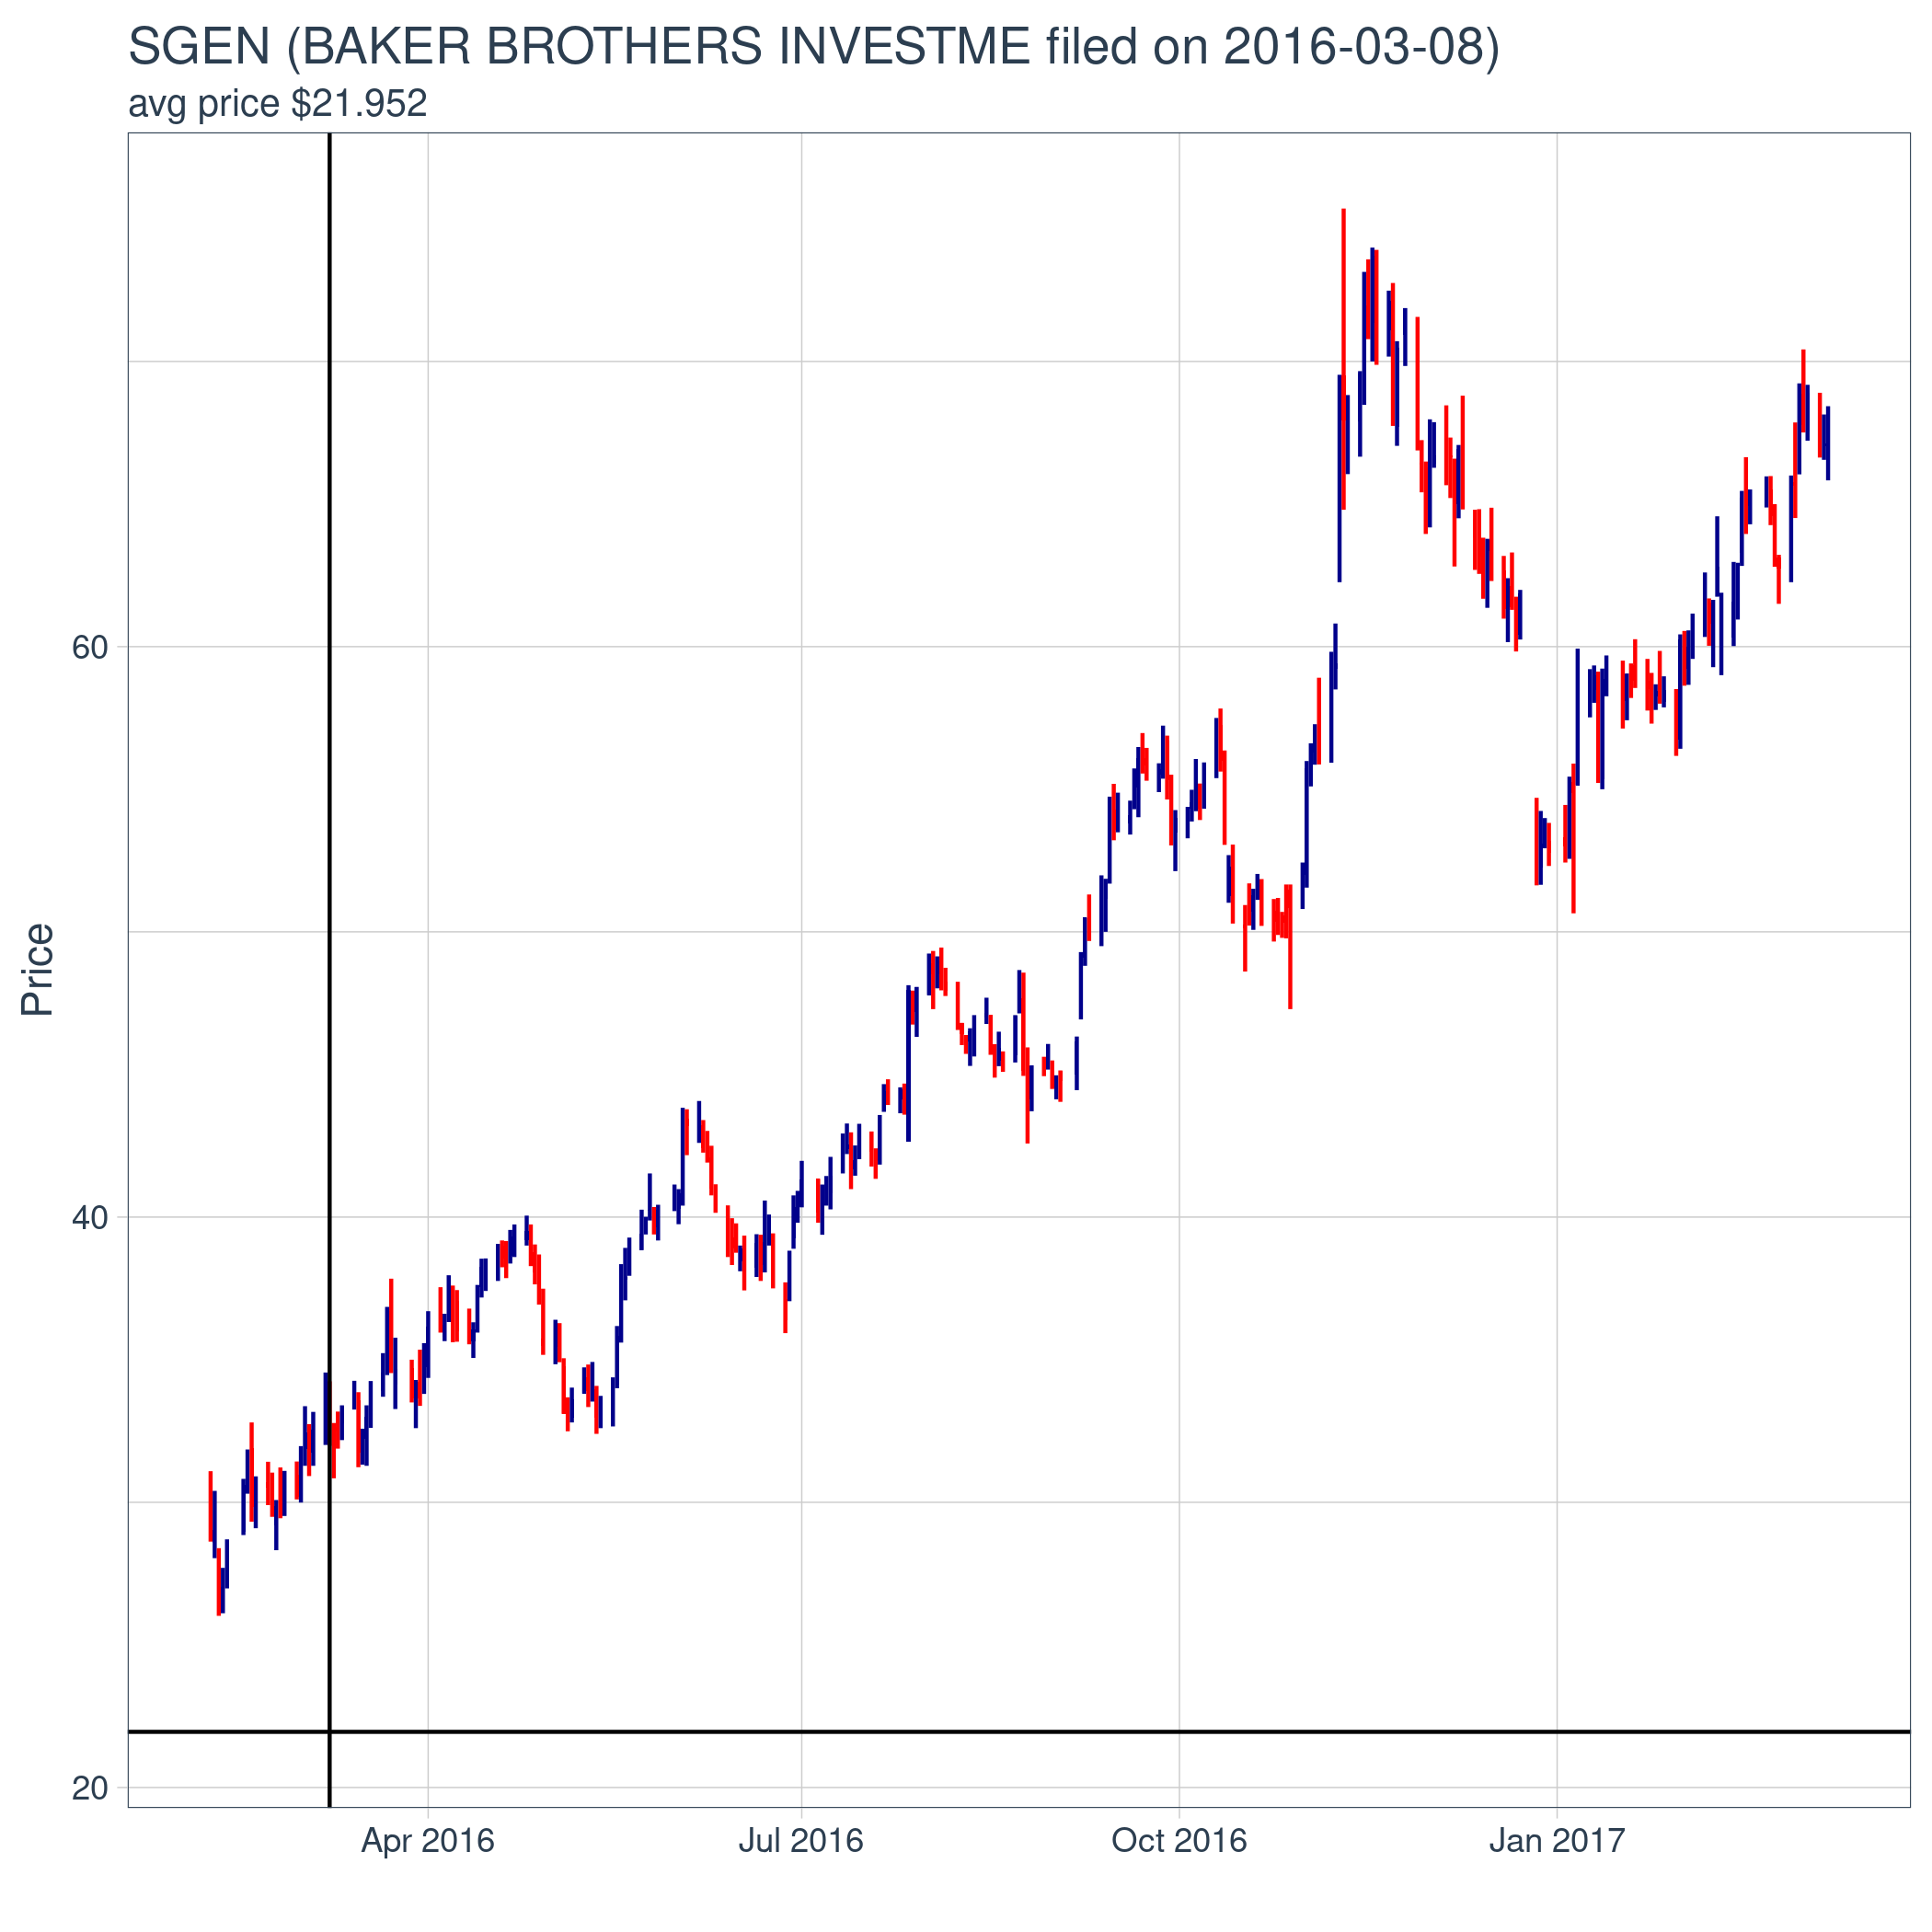 SGEN (BAKER BROTHERS INVESTME filed on 2016-03-08)
avg price $21.952
Price
60
40
20
Apr 2016
Jul 2016
Oct 2016
Jan 2017